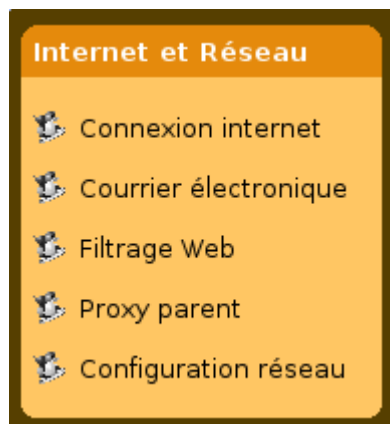 Internet et Réseau
Connexion internet
Courrier électronique
Filtrage Web
Proxy parent
Configuration réseau